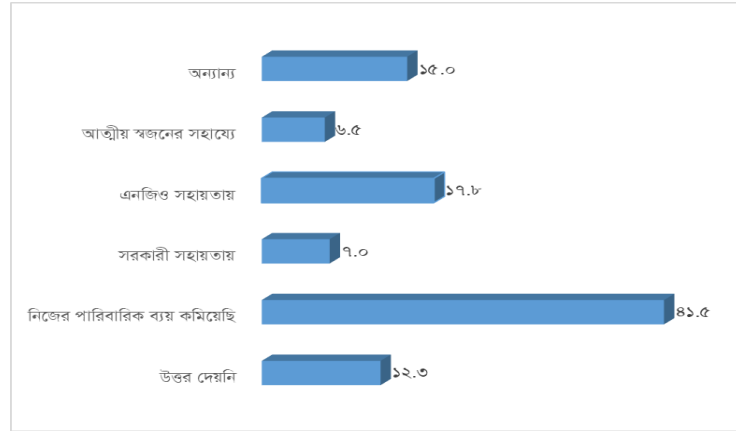 অন্যান্য ১৫.০
আত্মীয় স্বজনের সহায্যে ৬.৫
এনজিও সহায়তায় ১৭.৮
সরকারী সহায়তায় ৭.০
নিজের পারিবারিক ব্যয় কমিয়েছি ৪১.৫
উত্তর দেয়নি ১২.৩